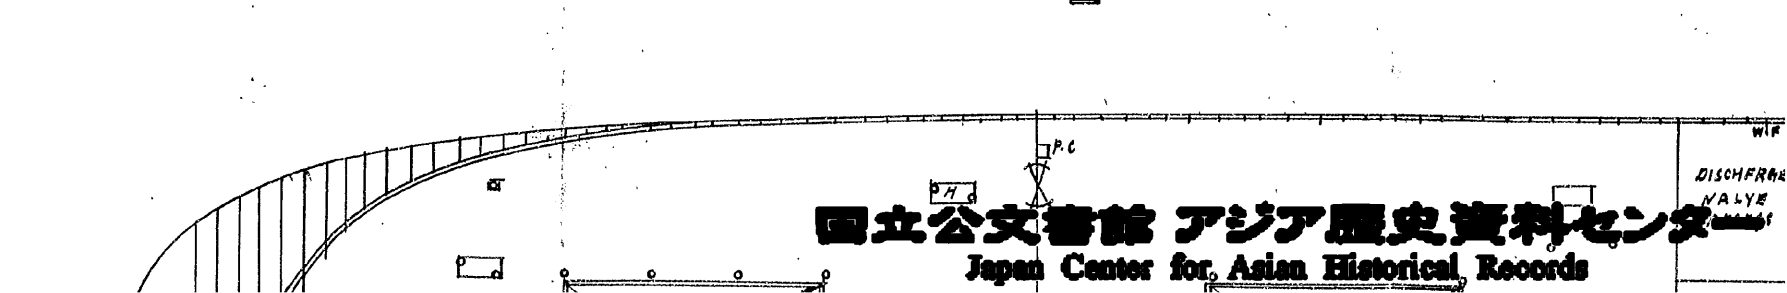 W F
P.C
DISCHFRGE
H
VALVE
国立公文書館 アジア歴史資料センター
Japan Center for Asian Historical Records